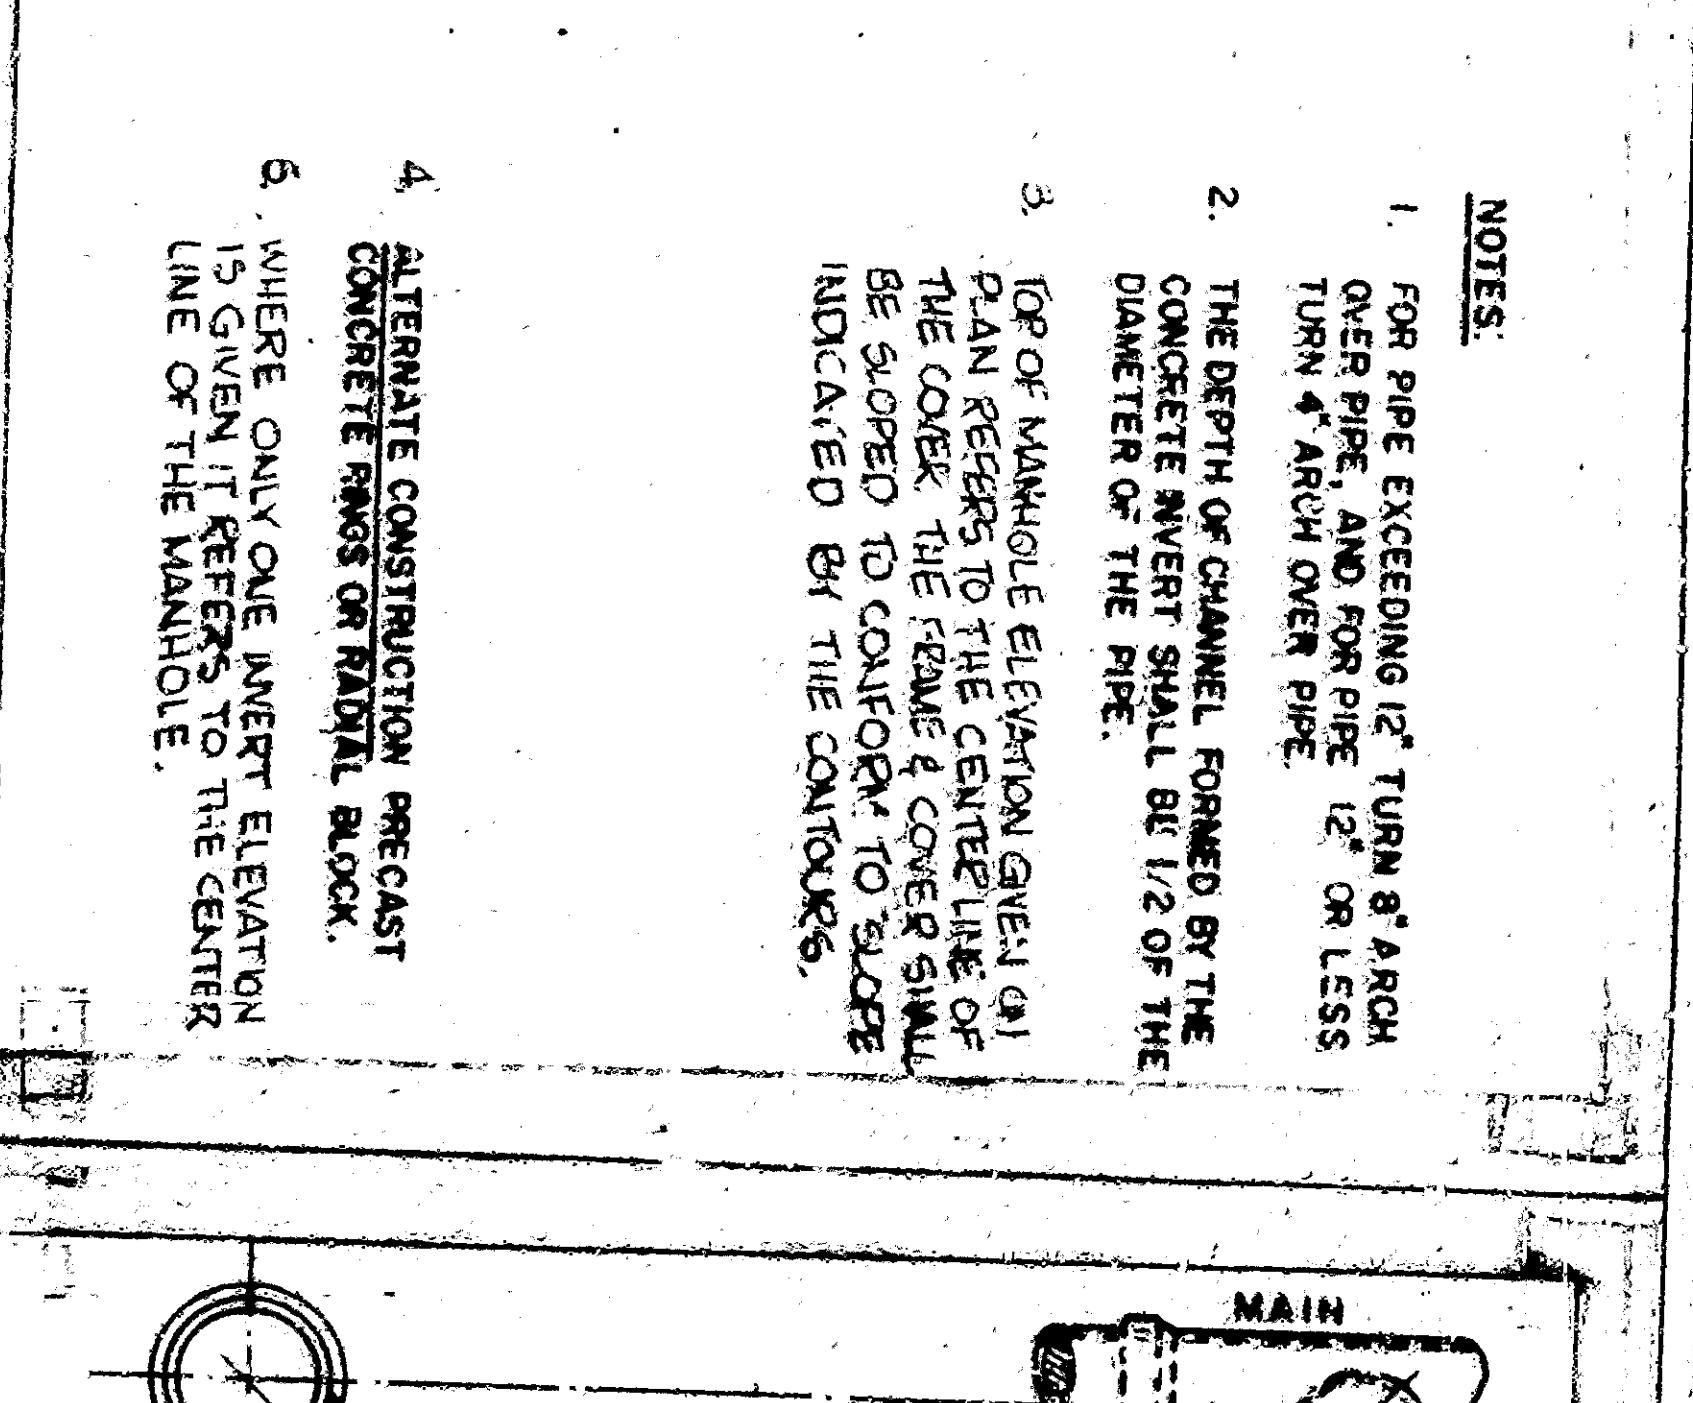 NOTES:
1. FOR PIPE EXCEEDING 12" TURN 8" ARCH
OVER PIPE, AND FOR PIPE 12" OR LESS
TURN 4" ARCH OVER PIPE
2. THE DEPTH OF CHANNEL FORMED BY THE
CONCRETE INVERT SHALL BE 1/2 OF THE
DIAMETER OF THE PIPE.
3. TOP OF MANHOLE ELEVATION GIVEN ON
PLAN REFERS TO THE CENTER LINE OF
THE COVER THE FRAME & COVER SHALL
BE SLOPED TO CONFORM TO SLOPE
INDICATED BY THE CONTOURS.
4. ALTERNATE CONSTRUCTION PRECAST
CONCRETE RINGS OR RADIAL BLOCK.
WHERE ONLY ONE INVERT ELEVATION
IS GIVEN IT REFERS TO THE CENTER
LINE OF THE MANHOLE.
MAIN